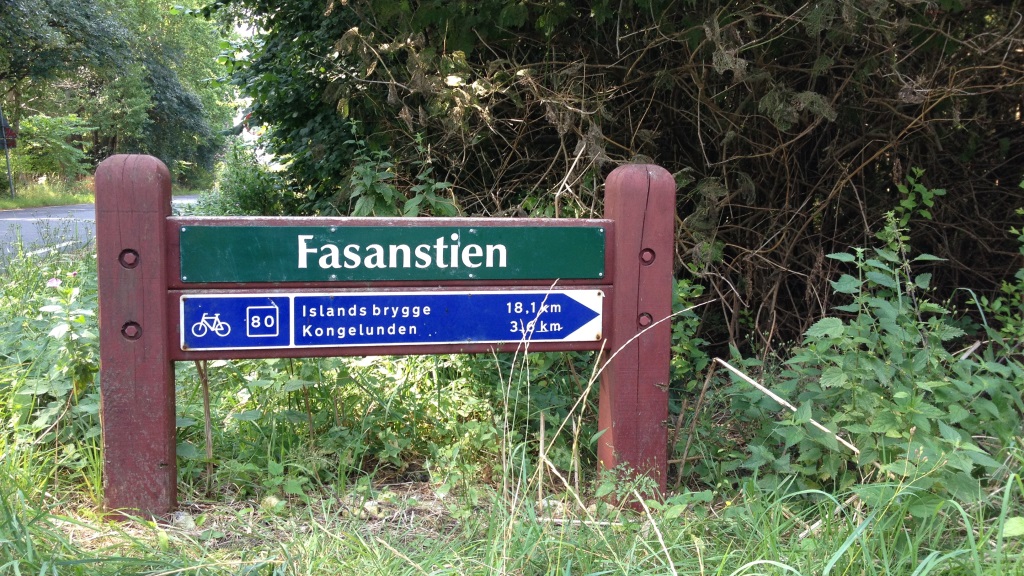 Fasanstien
80
Islands brygge 18,1 km
Kongelunden 3,6 km